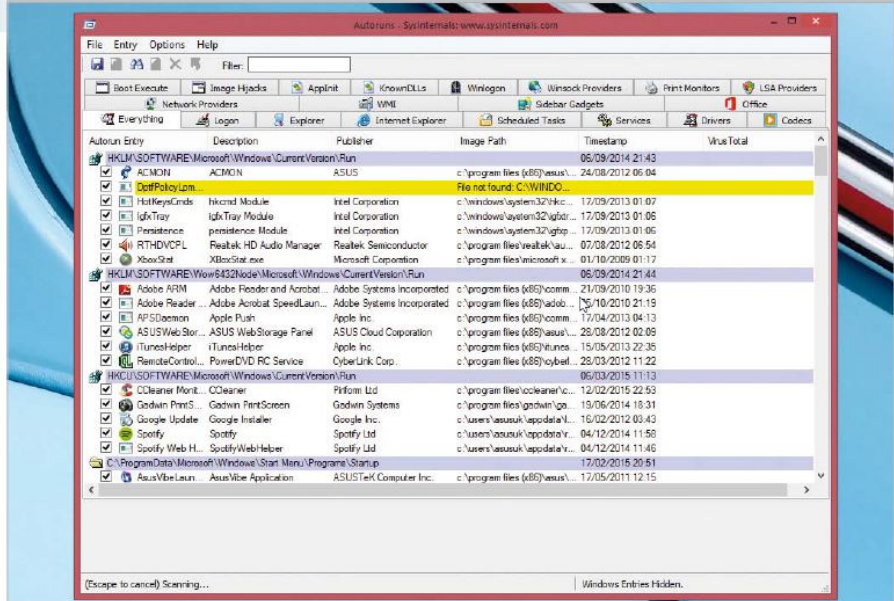 Autoruns - Sysinternals: www.sysinternals.com
File Entry Options Help
Filter:
Boot Execute Image Hijacks AppInit KnownDLLs Winlogon Winsock Providers Print Monitors LSA Providers
Network Providers WMI Sidebar Gadgets Office
Everything Logon Explorer Internet Explorer Scheduled Tasks Services Drivers Codecs
Autorun Entry Description Publisher Image Path Timestamp VirusTotal
HKLM\SOFTWARE\Microsoft\Windows\CurrentVersion\Run 06/09/2014 21:43
ACMON ACMON ASUS c:\program files (x86)\asus\... 24/08/2012 06:04
DptfPolicyLpm... File not found: C:\WINDO...
HotKeysCmds hkcmd Module Intel Corporation c:\windows\system32\hkc... 17/09/2013 01:07
IgfxTray igfxTray Module Intel Corporation c:\windows\system32\igfxtr... 17/09/2013 01:06
Persistence persistence Module Intel Corporation c:\windows\system32\igfxp... 17/09/2013 01:06
RTHDVCPL Realtek HD Audio Manager Realtek Semiconductor c:\program files\realtek\au... 07/08/2012 06:54
XboxStat XBoxStat.exe Microsoft Corporation c:\program files\microsoft x... 01/10/2009 01:17
HKLM\SOFTWARE\Wow6432Node\Microsoft\Windows\CurrentVersion\Run 06/09/2014 21:44
Adobe ARM Adobe Reader and Acrobat... Adobe Systems Incorporated c:\program files (x86)\comm... 21/09/2010 19:36
Adobe Reader ... Adobe Acrobat SpeedLaun... Adobe Systems Incorporated c:\program files (x86)\adob... /10/2010 21:19
APSDaemon Apple Push Apple Inc. c:\program files (x86)\comm... 17/04/2013 04:13
ASUSWebStor... ASUS WebStorage Panel ASUS Cloud Corporation c:\program files (x86)\asus\... 28/08/2012 02:09
iTunesHelper iTunesHelper Apple Inc. c:\program files (x86)\itunes... 15/05/2013 22:35
RemoteControl... PowerDVD RC Service CyberLink Corp. c:\program files (x86)\cyberl... 28/03/2012 11:22
HKCU\SOFTWARE\Microsoft\Windows\CurrentVersion\Run 06/03/2015 11:13
CCleaner Monit... CCleaner Piriform Ltd c:\program files\ccleaner\c... 12/02/2015 22:53
Gadwin PrintS... Gadwin PrintScreen Gadwin Systems c:\program files\gadwin\ga... 19/06/2014 18:31
Google Update Google Installer Google Inc. c:\users\asusuk\appdata\l... 16/02/2012 03:43
Spotify Spotify Spotify Ltd c:\users\asusuk\appdata\r... 04/12/2014 11:58
Spotify Web H... SpotifyWebHelper Spotify Ltd c:\users\asusuk\appdata\r... 04/12/2014 11:46
C:\ProgramData\Microsoft\Windows\Start Menu\Programs\Startup 17/02/2015 20:51
AsusVibeLaun... AsusVibe Application ASUSTeK Computer Inc. c:\program files (x86)\asus\... 17/05/2011 12:15
(Escape to cancel) Scanning... Windows Entries Hidden.